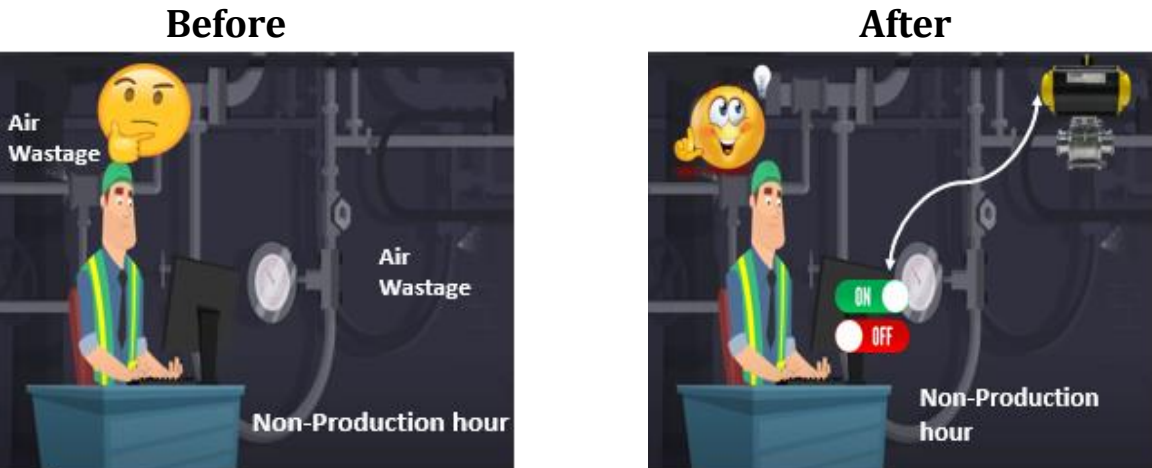 Before
Air
Wastage
Air
Wastage
Non-Production hour
After
ON
OFF
Non-Production
hour